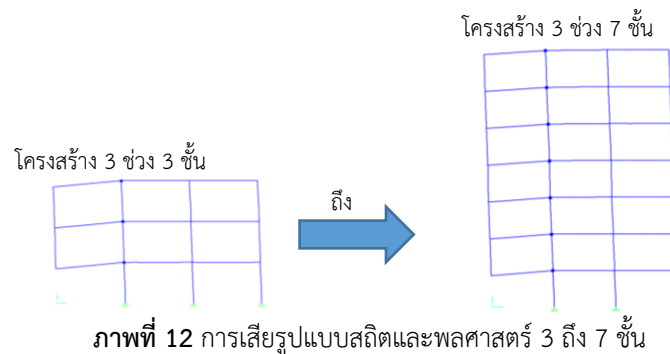 โครงสร้าง 3 ช่วง 7 ชั้น
โครงสร้าง 3 ช่วง 3 ชั้น
ถึง
ภาพที่ 12 การเสียรูปแบบสถิตและพลศาสตร์ 3 ถึง 7 ชั้น